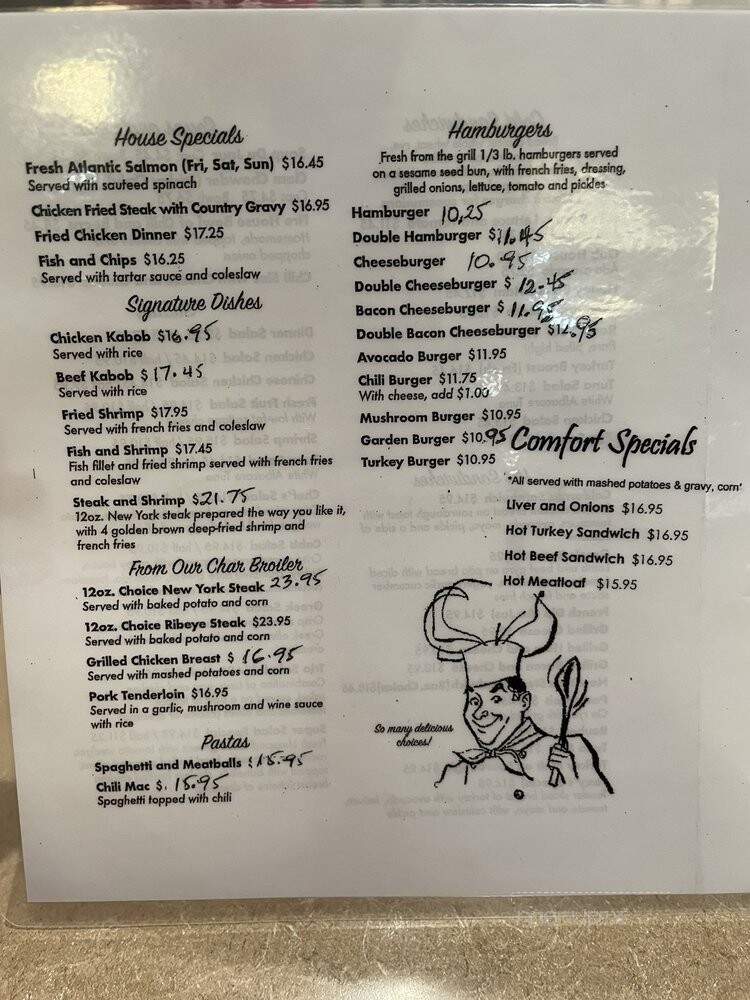 House Specials
Fresh Atlantic Salmon (Fri, Sat, Sun) $16.45
Served with sauteed spinach
Chicken Fried Steak with Country Gravy $16.95
Fried Chicken Dinner $17.25
Fish and Chips $16.25
Served with tartar sauce and coleslaw
Signature Dishes
Chicken Kabob $16.95
Served with rice
Beef Kabob $17.45
Served with rice
Fried Shrimp $17.95
Served with french fries and coleslaw
Fish and Shrimp $17.45
Fish fillet and fried shrimp served with french fries
and coleslaw
Steak and Shrimp $21.75
12oz. New York steak prepared the way you like it,
with 4 golden brown deep-fried shrimp and
french fries
From Our Char Broiler
12oz. Choice New York Steak 23.95
Served with baked potato and corn
12oz. Choice Ribeye Steak $23.95
Served with baked potato and corn
Grilled Chicken Breast $ 16.95
Served with mashed potatoes and corn
Pork Tenderloin $16.95
Served in a garlic, mushroom and wine sauce
with rice
Pastas
Spaghetti and Meatballs $15.95
Chili Mac $. 15.95
Spaghetti topped with chili
Hamburgers
Fresh from the grill 1/3 lb. hamburgers served
on a sesame seed bun, with french fries, dressing,
grilled onions, lettuce, tomato and pickles
Hamburger 10,25
Double Hamburger $11.45
Cheeseburger 10.95
Double Cheeseburger $ 12.45
Bacon Cheeseburger $ 11.95
Double Bacon Cheeseburger $12.95
Avocado Burger $11.95
Chili Burger $11.75
With cheese, add $1.00
Mushroom Burger $10.95
Garden Burger $10.95
Turkey Burger $10.95
Comfort Specials
*All served with mashed potatoes & gravy, corn*
Liver and Onions $16.95
Hot Turkey Sandwich $16.95
Hot Beef Sandwich $16.95
Hot Meatloaf $15.95
So many delicious
choices!